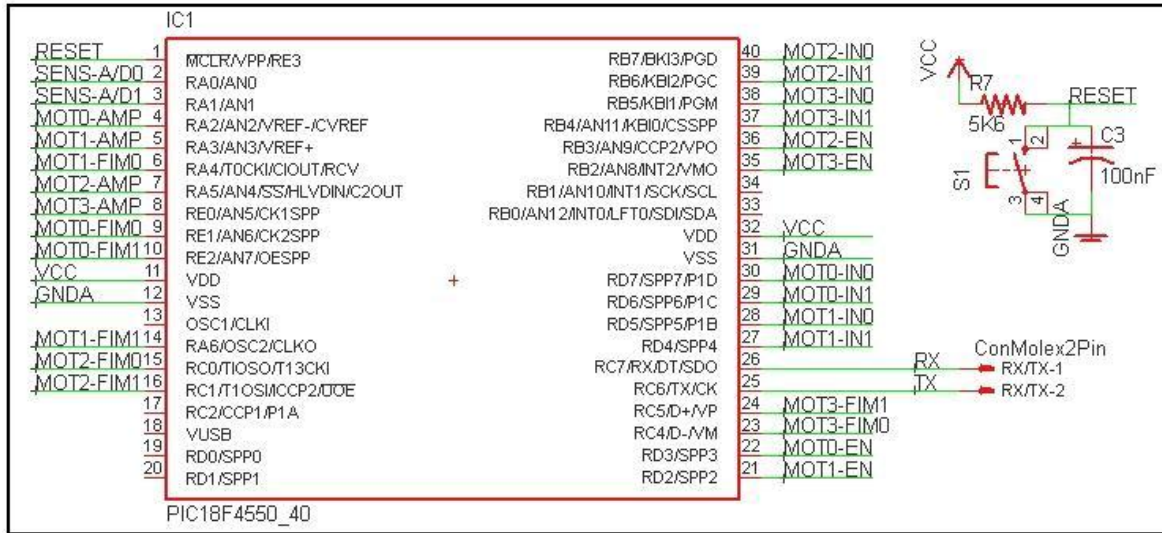 IC1
RESET 1 MCLR/VPP/RE3
SENS-A/D0 2 RA0/AN0
SENS-A/D1 3 RA1/AN1
MOT0-AMP 4 RA2/AN2/VREF-/CVREF
MOT1-AMP 5 RA3/AN3/VREF+
MOT1-FIM0 6 RA4/T0CKI/CIOUT/RCV
MOT2-AMP 7 RA5/AN4/SS/HLVDIN/C2OUT
MOT3-AMP 8 RE0/AN5/CK1SPP
MOT0-FIM0 9 RE1/AN6/CK2SPP
MOT0-FIM1 10 RE2/AN7/OESPP
VCC 11 VDD
GNDA 12 VSS
13 OSC1/CLKI
MOT1-FIM1 14 RA6/OSC2/CLKO
MOT2-FIM0 15 RC0/TIOSO/T13CKI
MOT2-FIM1 16 RC1/T1OSI/CCP2/UOE
17 RC2/CCP1/P1A
18 VUSB
19 RD0/SPP0
20 RD1/SPP1
RB7/BKI3/PGD 40 MOT2-IN0
RB6/KBI2/PGC 39 MOT2-IN1
RB5/KBI1/PGM 38 MOT3-IN0
RB4/AN11/KBI0/CSSPP 37 MOT3-IN1
RB3/AN9/CCP2/VPO 36 MOT2-EN
RB2/AN8/INT2/VMO 35 MOT3-EN
RB1/AN10/INT1/SCK/SCL 34
RB0/AN12/INT0/LFT0/SDI/SDA 33
VDD 32 VCC
VSS 31 GNDA
RD7/SPP7/P1D 30 MOT0-IN0
RD6/SPP6/P1C 29 MOT0-IN1
RD5/SPP5/P1B 28 MOT1-IN0
RD4/SPP4 27 MOT1-IN1
RC7/RX/DT/SDO 26 RX
RC6/TX/CK 25 TX
RC5/D+/VP 24 MOT3-FIM1
RC4/D-/VM 23 MOT3-FIM0
RD3/SPP3 22 MOT0-EN
RD2/SPP2 21 MOT1-EN
PIC18F4550_40
VCC
R7
5K6
RESET
1 2
C3
+
100nF
S1
3 4
GNDA
ConMolex2Pin
RX/TX-1
RX/TX-2